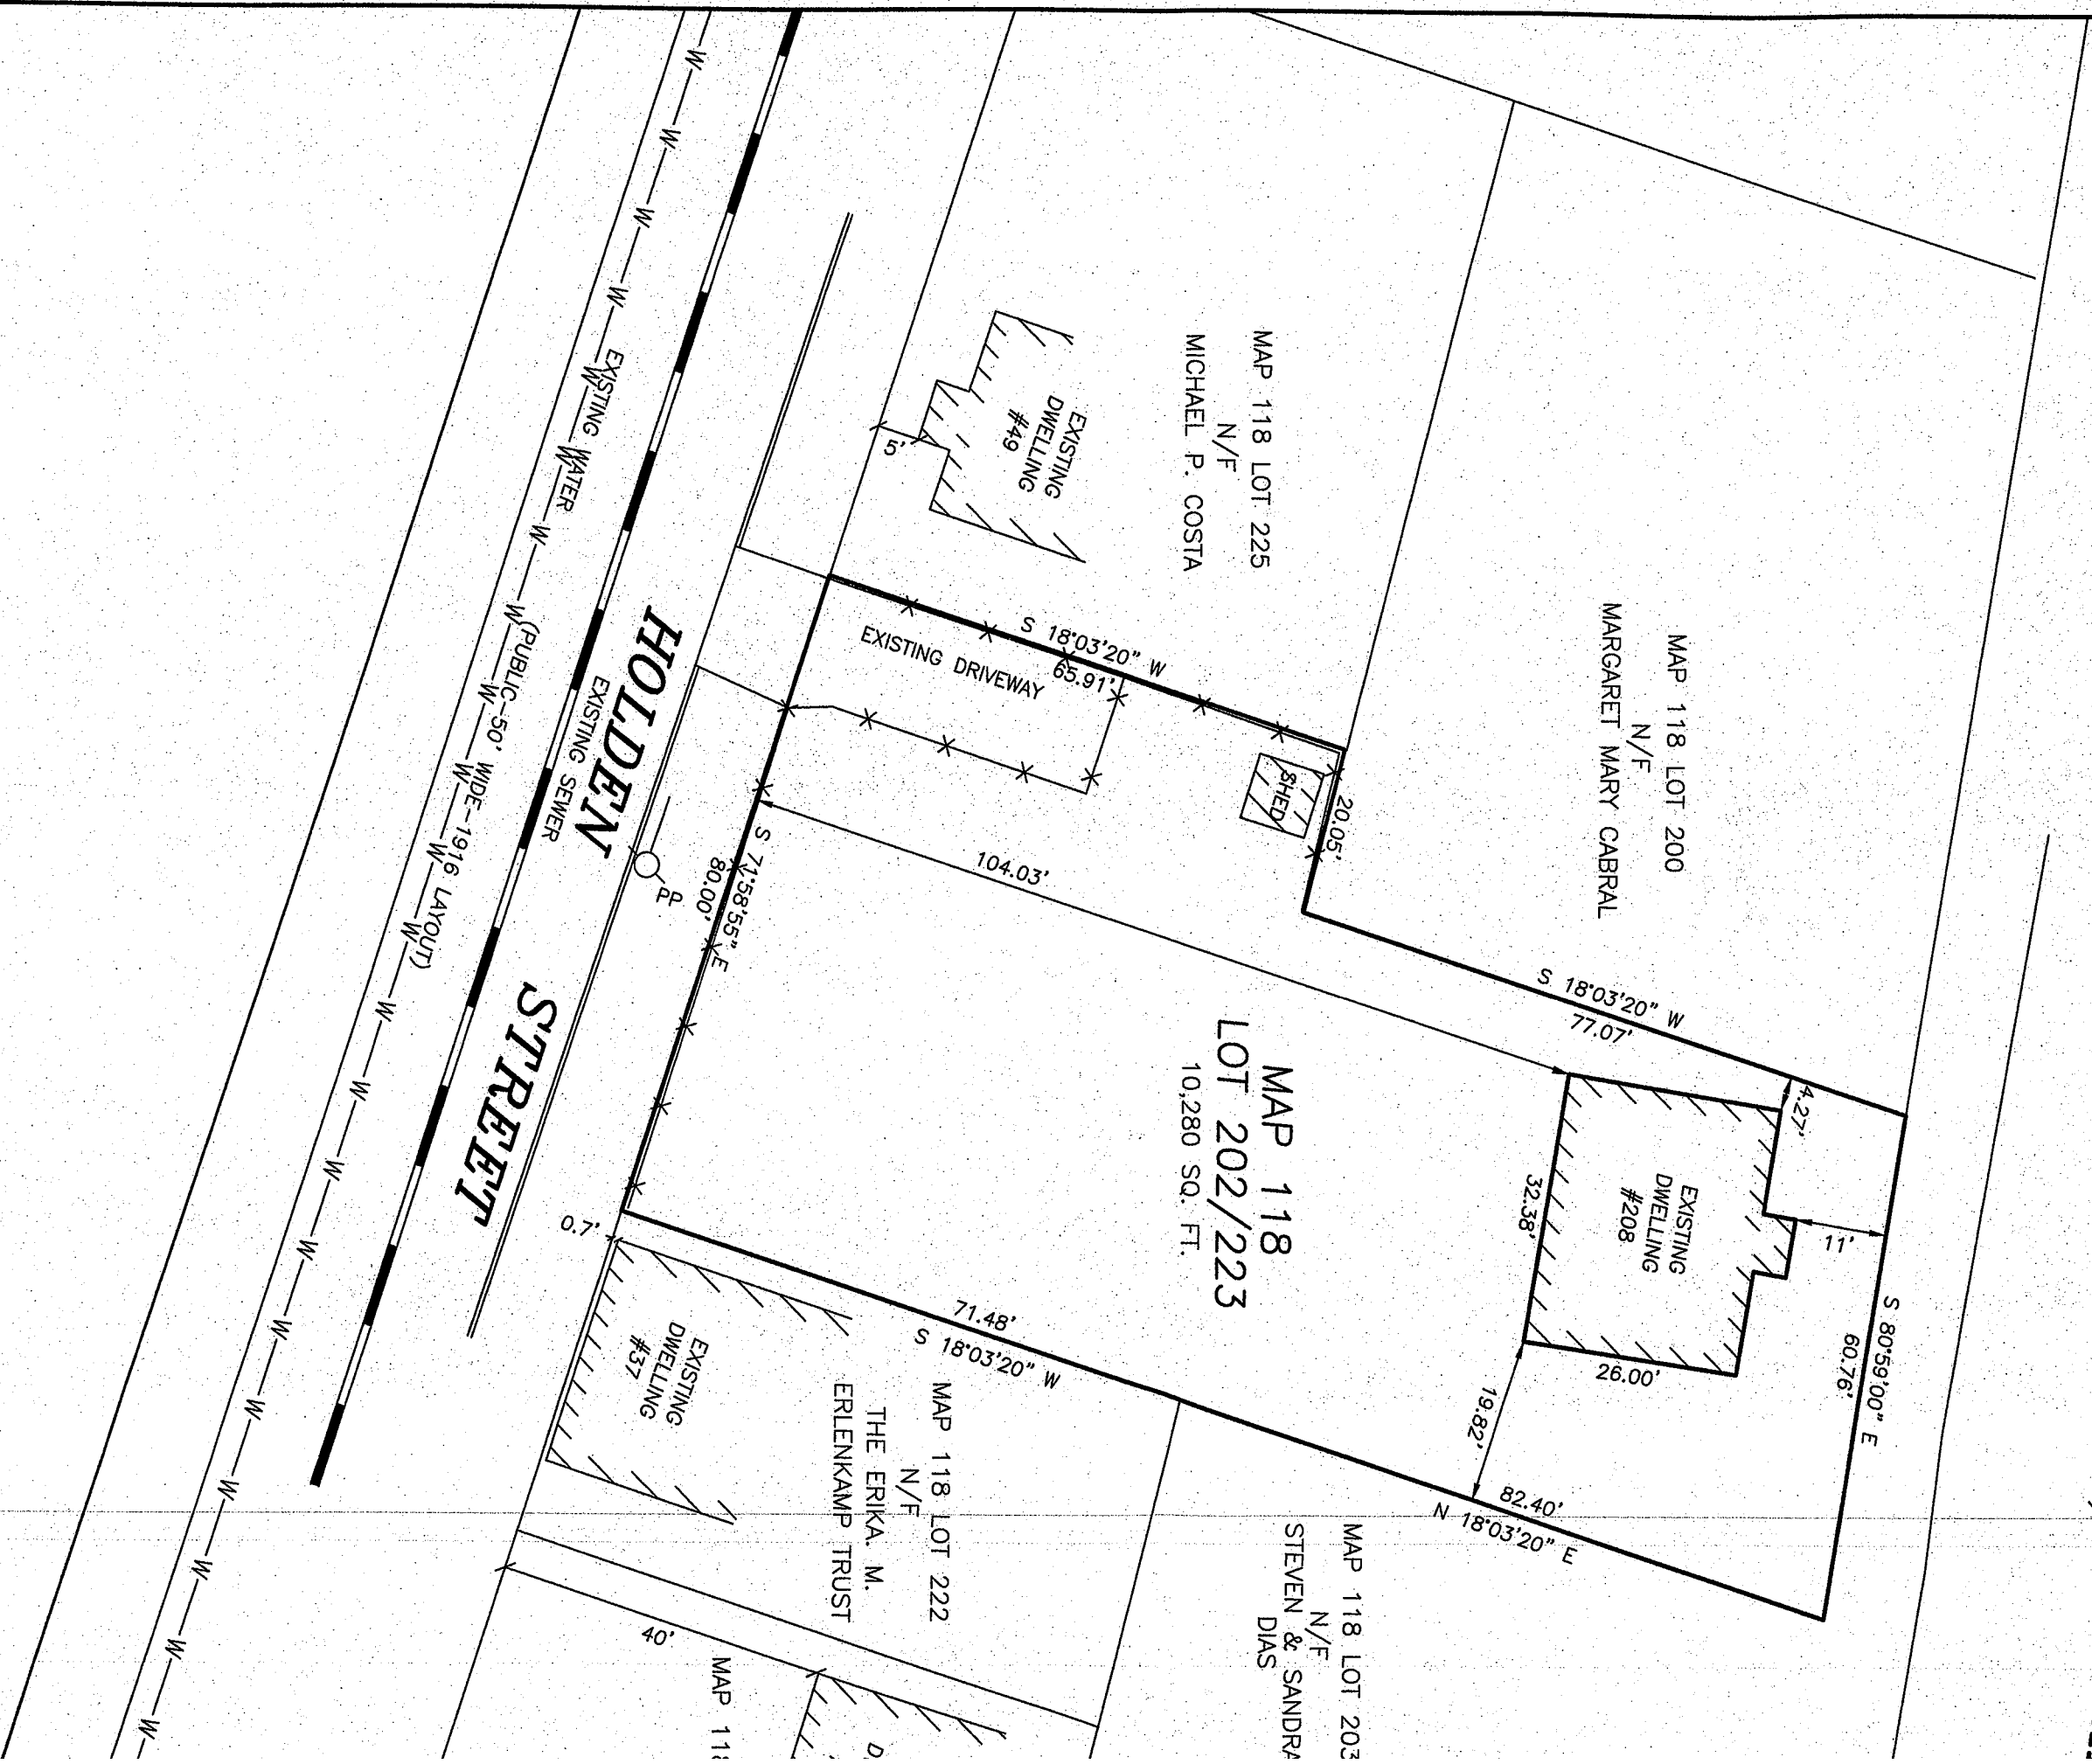 MAP 118 LOT 200
N/F
MARGARET MARY CABRAL
MAP 118 LOT 225
N/F
MICHAEL P. COSTA
EXISTING
DWELLING
#49
5'
EXISTING WATER
W W W W W W W W W W W W W W W W W W W W W W
HOLDEN STREET
EXISTING SEWER
(PUBLIC-50' WIDE-1916 LAYOUT)
PP
S 18°03'20" W
65.91'
EXISTING DRIVEWAY
SHED
20.05'
S 18°03'20" W
77.07'
4.27'
11'
S 80°59'00" E
60.76'
EXISTING
DWELLING
#208
32.38'
26.00'
19.82'
104.03'
S 71°58'55" E
80.00'
MAP 118
LOT 202/223
10,280 SQ. FT.
0.7'
71.48'
S 18°03'20" W
82.40'
N 18°03'20" E
EXISTING
DWELLING
#37
MAP 118 LOT 222
N/F
THE ERIKA. M.
ERLENKAMP TRUST
MAP 118 LOT 203
N/F
STEVEN & SANDRA
DIAS
40'
MAP 118